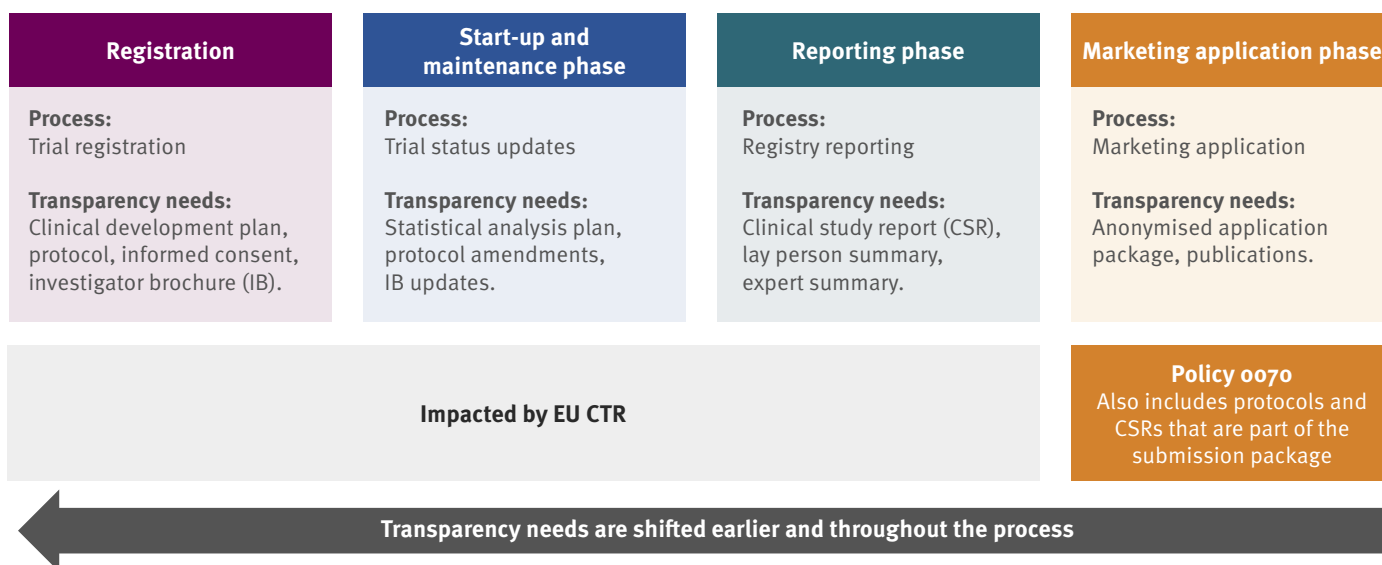 Registration
Process:
Trial registration
Transparency needs:
Clinical development plan,
protocol, informed consent,
investigator brochure (IB).
Start-up and
maintenance phase
Process:
Trial status updates
Transparency needs:
Statistical analysis plan,
protocol amendments,
IB updates.
Reporting phase
Process:
Registry reporting
Transparency needs:
Clinical study report (CSR),
lay person summary,
expert summary.
Marketing application phase
Process:
Marketing application
Transparency needs:
Anonymised application
package, publications.
Impacted by EU CTR
Policy 0070
Also includes protocols and
CSRs that are part of the
submission package
Transparency needs are shifted earlier and throughout the process